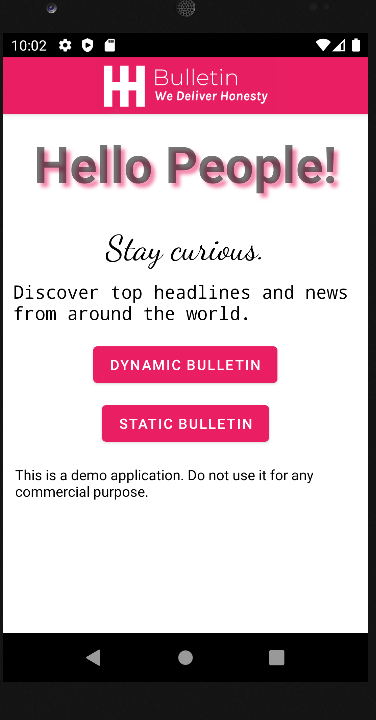 10:02
Bulletin
We Deliver Honesty
Hello People!
Stay curious.
Discover top headlines and news
from around the world.
DYNAMIC BULLETIN
STATIC BULLETIN
This is a demo application. Do not use it for any
commercial purpose.